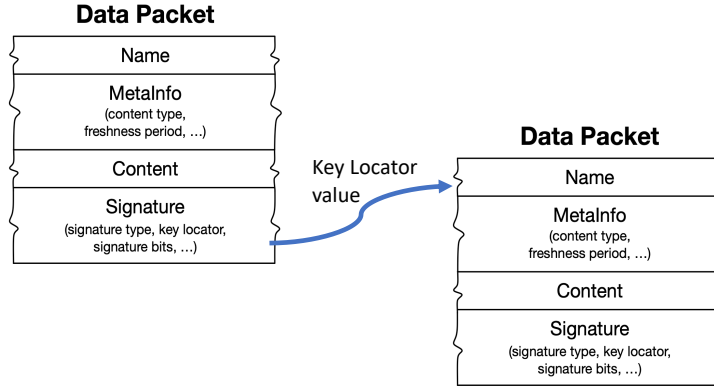 Data Packet
Name
MetaInfo
(content type,
freshness period, ...)
Content
Signature
(signature type, key locator,
signature bits, ...)
Key Locator
value
Data Packet
Name
MetaInfo
(content type,
freshness period, ...)
Content
Signature
(signature type, key locator,
signature bits, ...)